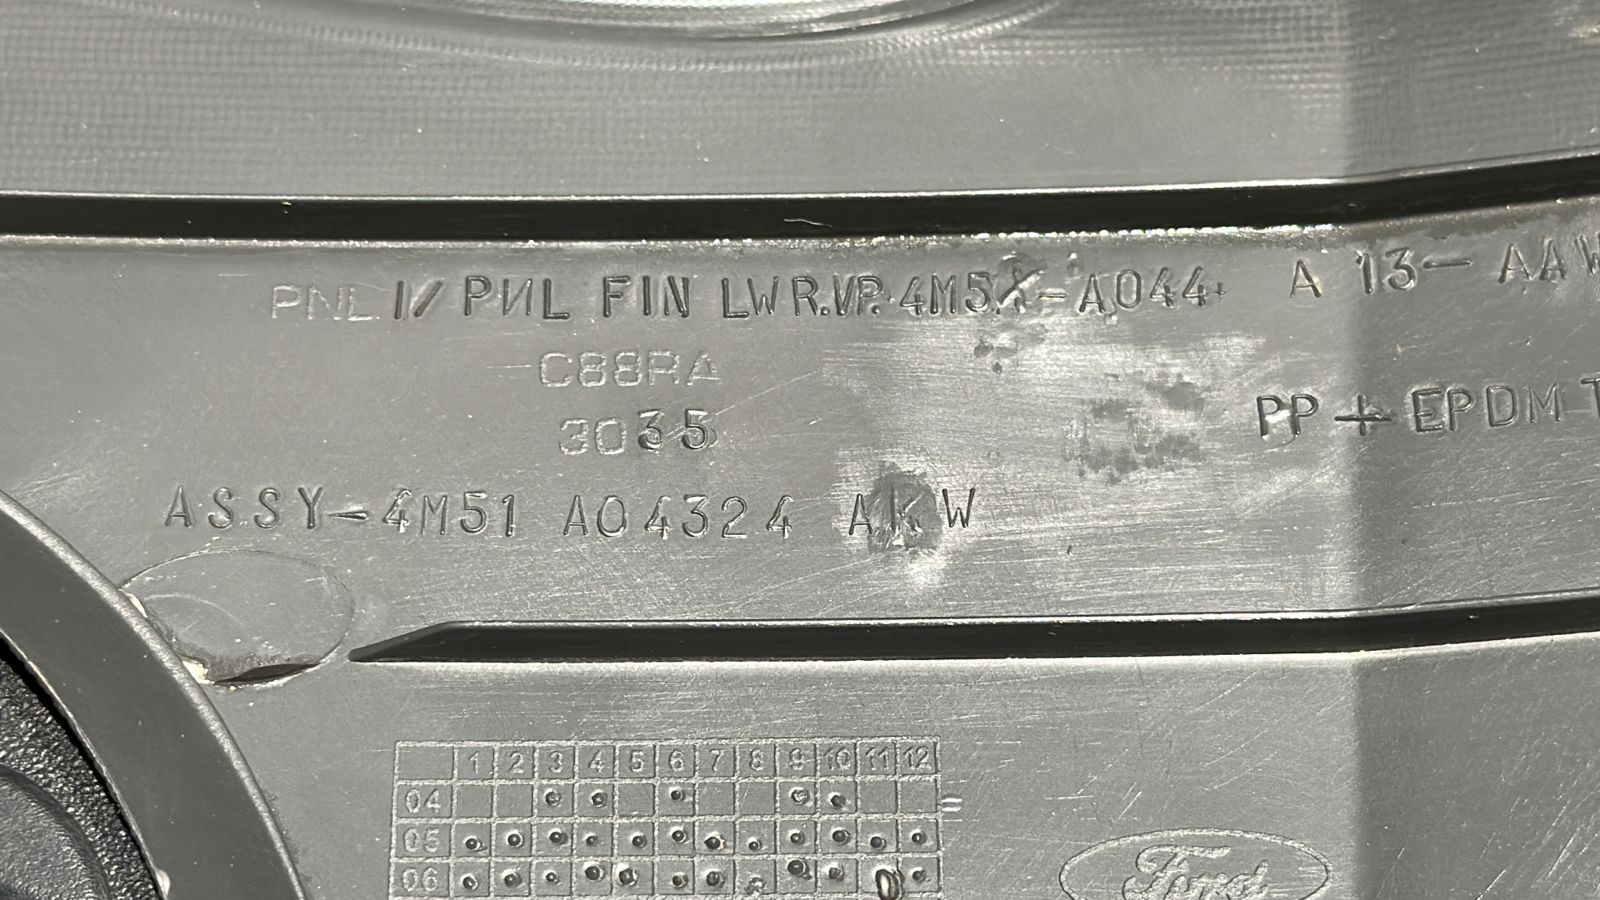 PNL PNL FIN LWR.VP. 4M5X-A044 A 13- AAW
C88RA
3035
ASSY-4M51 A04324 AKW
PP + EPDM-T
1 2 3 4 5 6 7 8 9 10 11 12
04
05
06
Ford